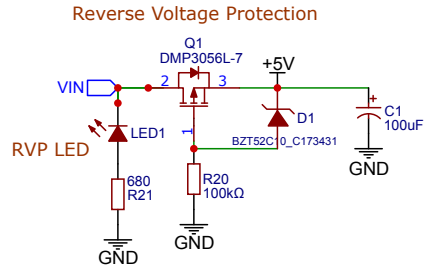 Reverse Voltage Protection
Q1
DMP3056L-7
VIN
2
3
+5V
LED1
1
D1
BZT52C10_C173431
C1
100uF
RVP LED
680
R21
R20
100kΩ
GND
GND
GND
+